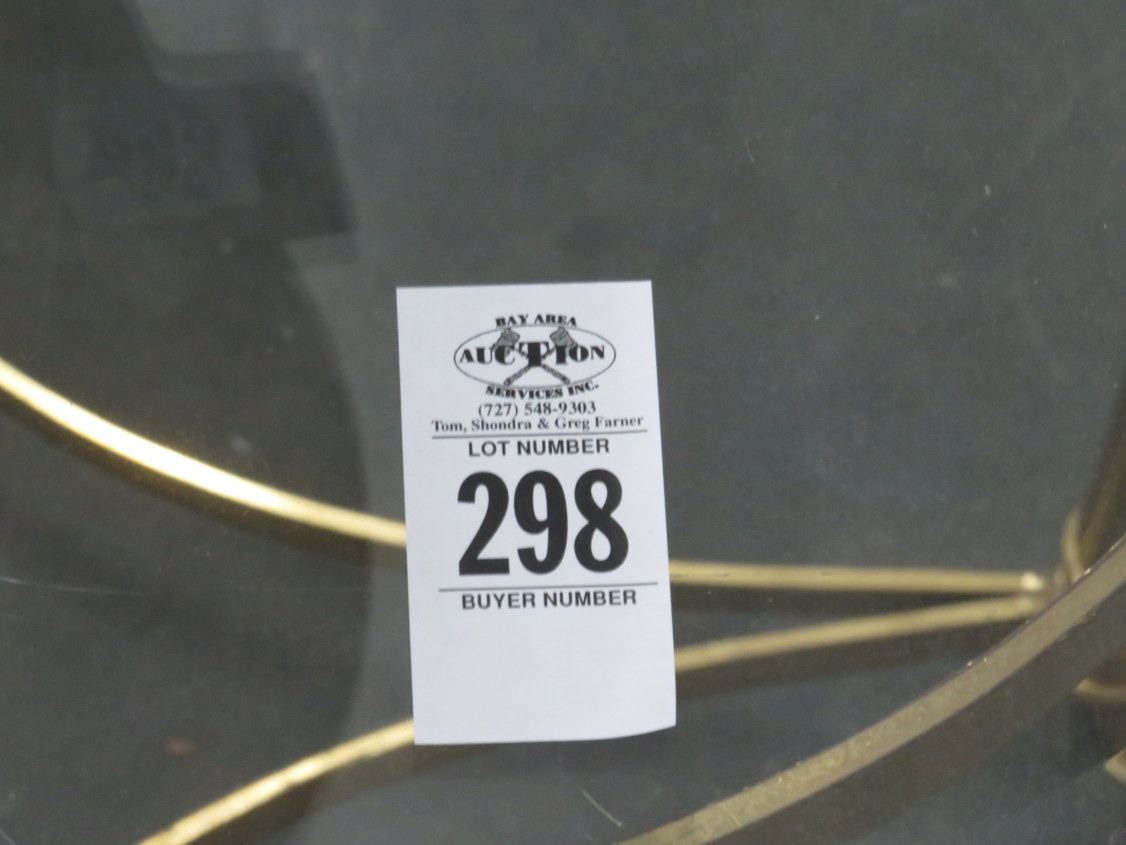 BAY AREA
AUCTION
SERVICES INC.
(727) 548-9303
Tom, Shondra & Greg Farner
LOT NUMBER
298
BUYER NUMBER